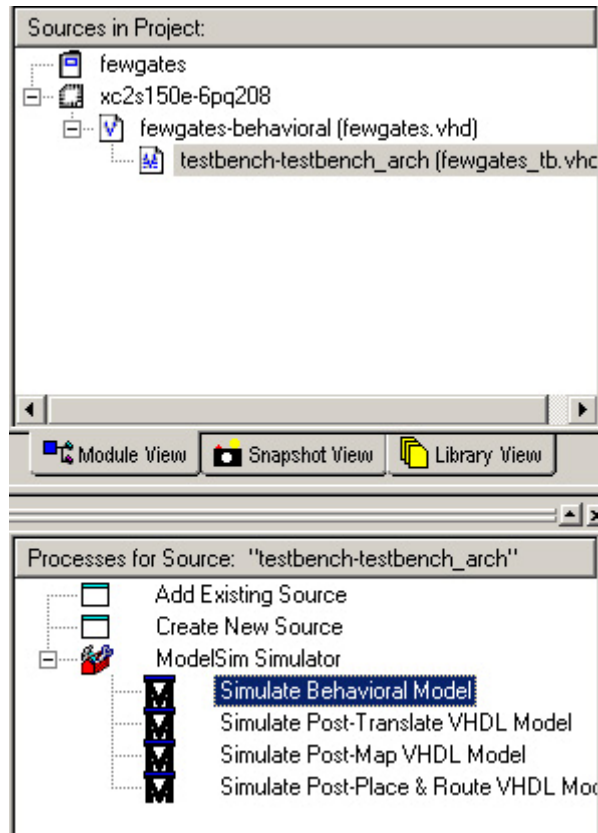 Sources in Project:
fewgates
xc2s150e-6pq208
fewgates-behavioral (fewgates.vhd)
testbench-testbench_arch (fewgates_tb.vhd
Module View Snapshot View Library View
Processes for Source: "testbench-testbench_arch"
Add Existing Source
Create New Source
ModelSim Simulator
Simulate Behavioral Model
Simulate Post-Translate VHDL Model
Simulate Post-Map VHDL Model
Simulate Post-Place & Route VHDL Mo